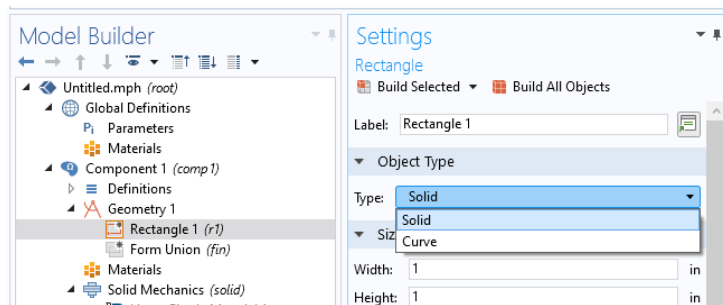 Model Builder
Untitled.mph (root)
Global Definitions
Pi Parameters
Materials
Component 1 (comp1)
Definitions
Geometry 1
Rectangle 1 (r1)
Form Union (fin)
Materials
Solid Mechanics (solid)
Settings
Rectangle
Build Selected
Build All Objects
Label: Rectangle 1
Object Type
Type: Solid
Solid
Curve
Width: 1 in
Height: 1 in